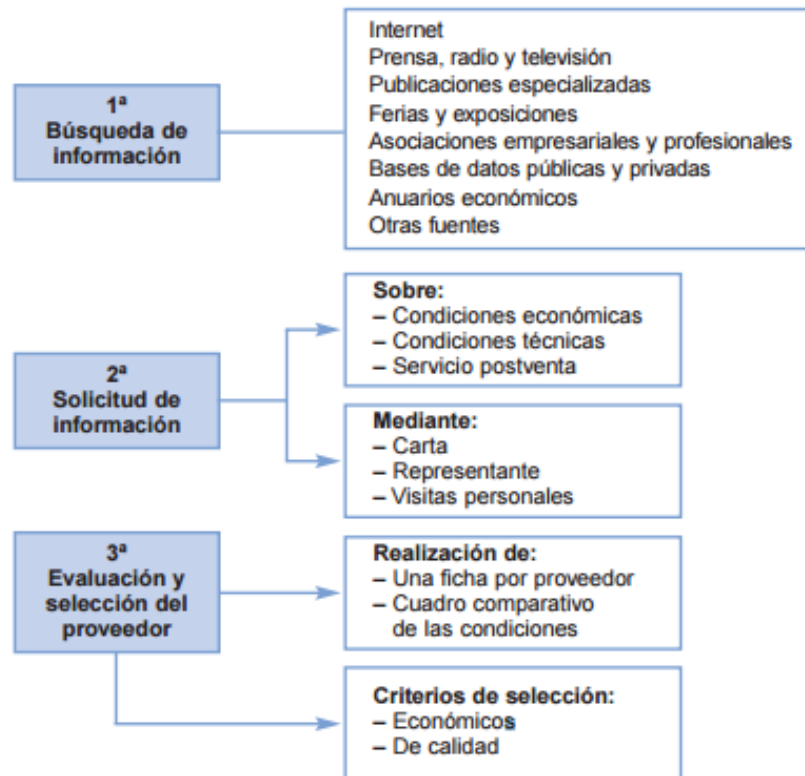 1ª
Búsqueda de
información
Internet
Prensa, radio y televisión
Publicaciones especializadas
Ferias y exposiciones
Asociaciones empresariales y profesionales
Bases de datos públicas y privadas
Anuarios económicos
Otras fuentes
2ª
Solicitud de
información
Sobre:
– Condiciones económicas
– Condiciones técnicas
– Servicio postventa
Mediante:
– Carta
– Representante
– Visitas personales
3ª
Evaluación y
selección del
proveedor
Realización de:
– Una ficha por proveedor
– Cuadro comparativo
de las condiciones
Criterios de selección:
– Económicos
– De calidad